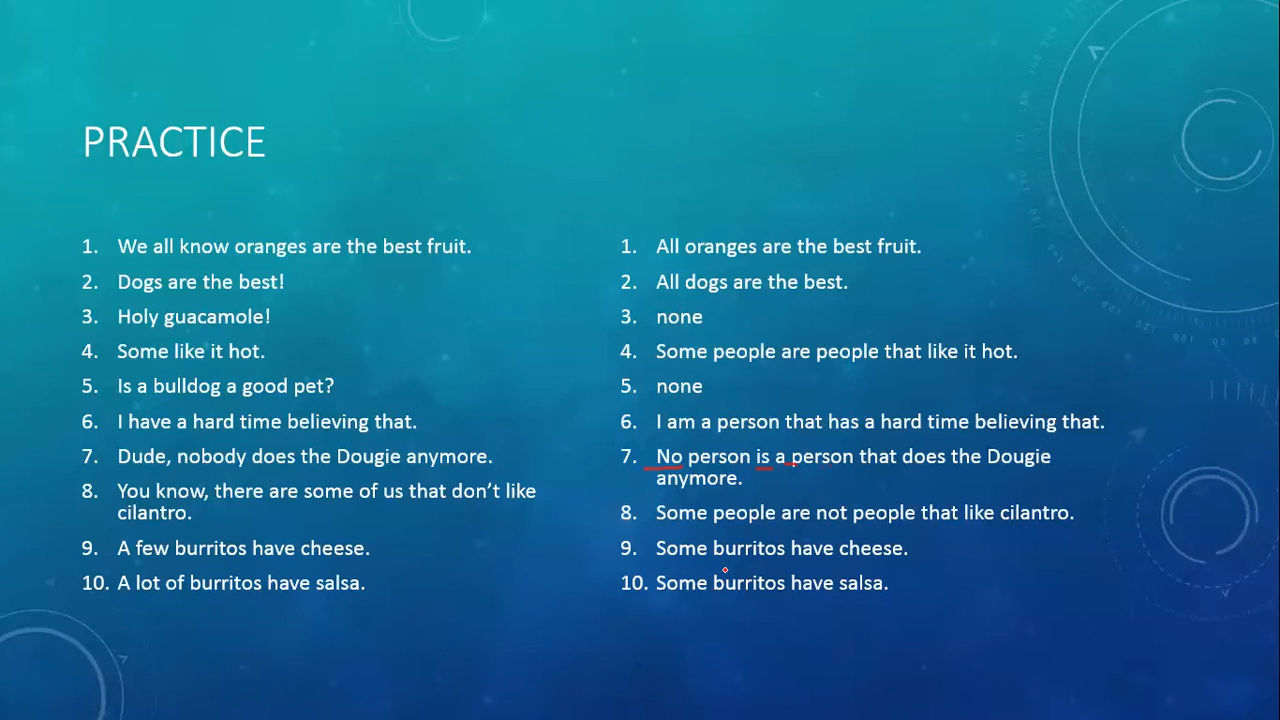 PRACTICE
1. We all know oranges are the best fruit.
2. Dogs are the best!
3. Holy guacamole!
4. Some like it hot.
5. Is a bulldog a good pet?
6. I have a hard time believing that.
7. Dude, nobody does the Dougie anymore.
8. You know, there are some of us that don't like
cilantro.
9. A few burritos have cheese.
10. A lot of burritos have salsa.
1. All oranges are the best fruit.
2. All dogs are the best.
3. none
4. Some people are people that like it hot.
5. none
6. I am a person that has a hard time believing that.
7. No person is a person that does the Dougie
anymore.
8. Some people are not people that like cilantro.
9. Some burritos have cheese.
10. Some burritos have salsa.